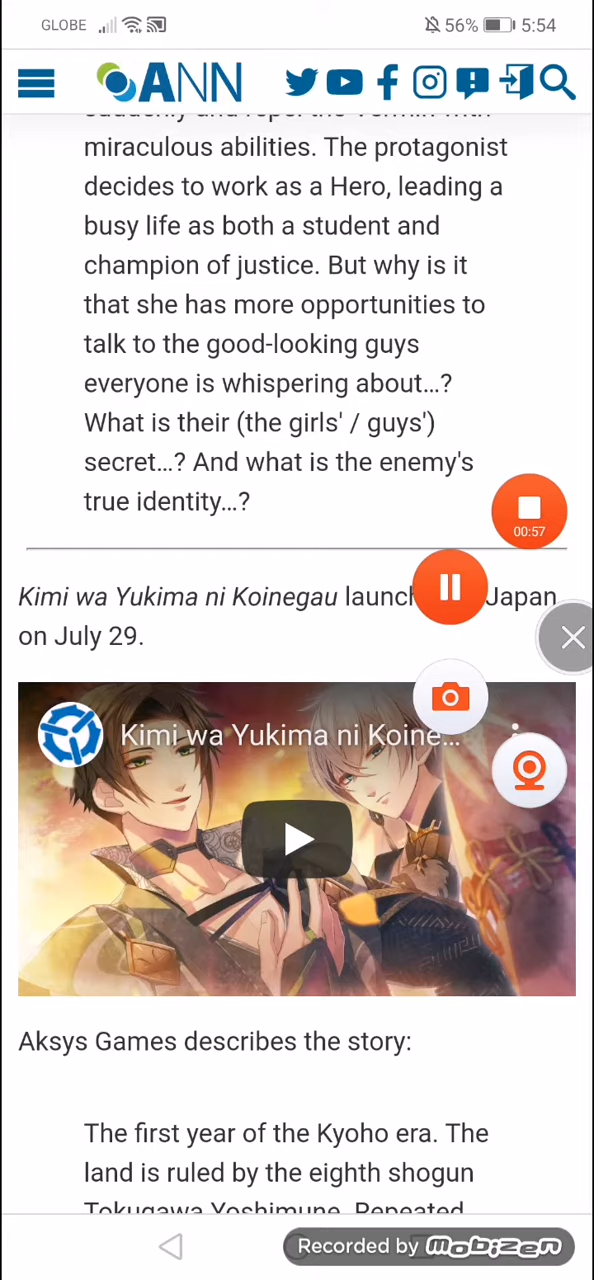 GLOBE 56% 5:54
ANN
miraculous abilities. The protagonist
decides to work as a Hero, leading a
busy life as both a student and
champion of justice. But why is it
that she has more opportunities to
talk to the good-looking guys
everyone is whispering about...?
What is their (the girls' / guys')
secret...? And what is the enemy's
true identity...?
00:57
Kimi wa Yukima ni Koinegau Japan
on July 29.
Kimi wa Yukima ni Koine...
Aksys Games describes the story:
The first year of the Kyoho era. The
land is ruled by the eighth shogun
Tokugawa Yoshimune. Repeated
Recorded by mobizen